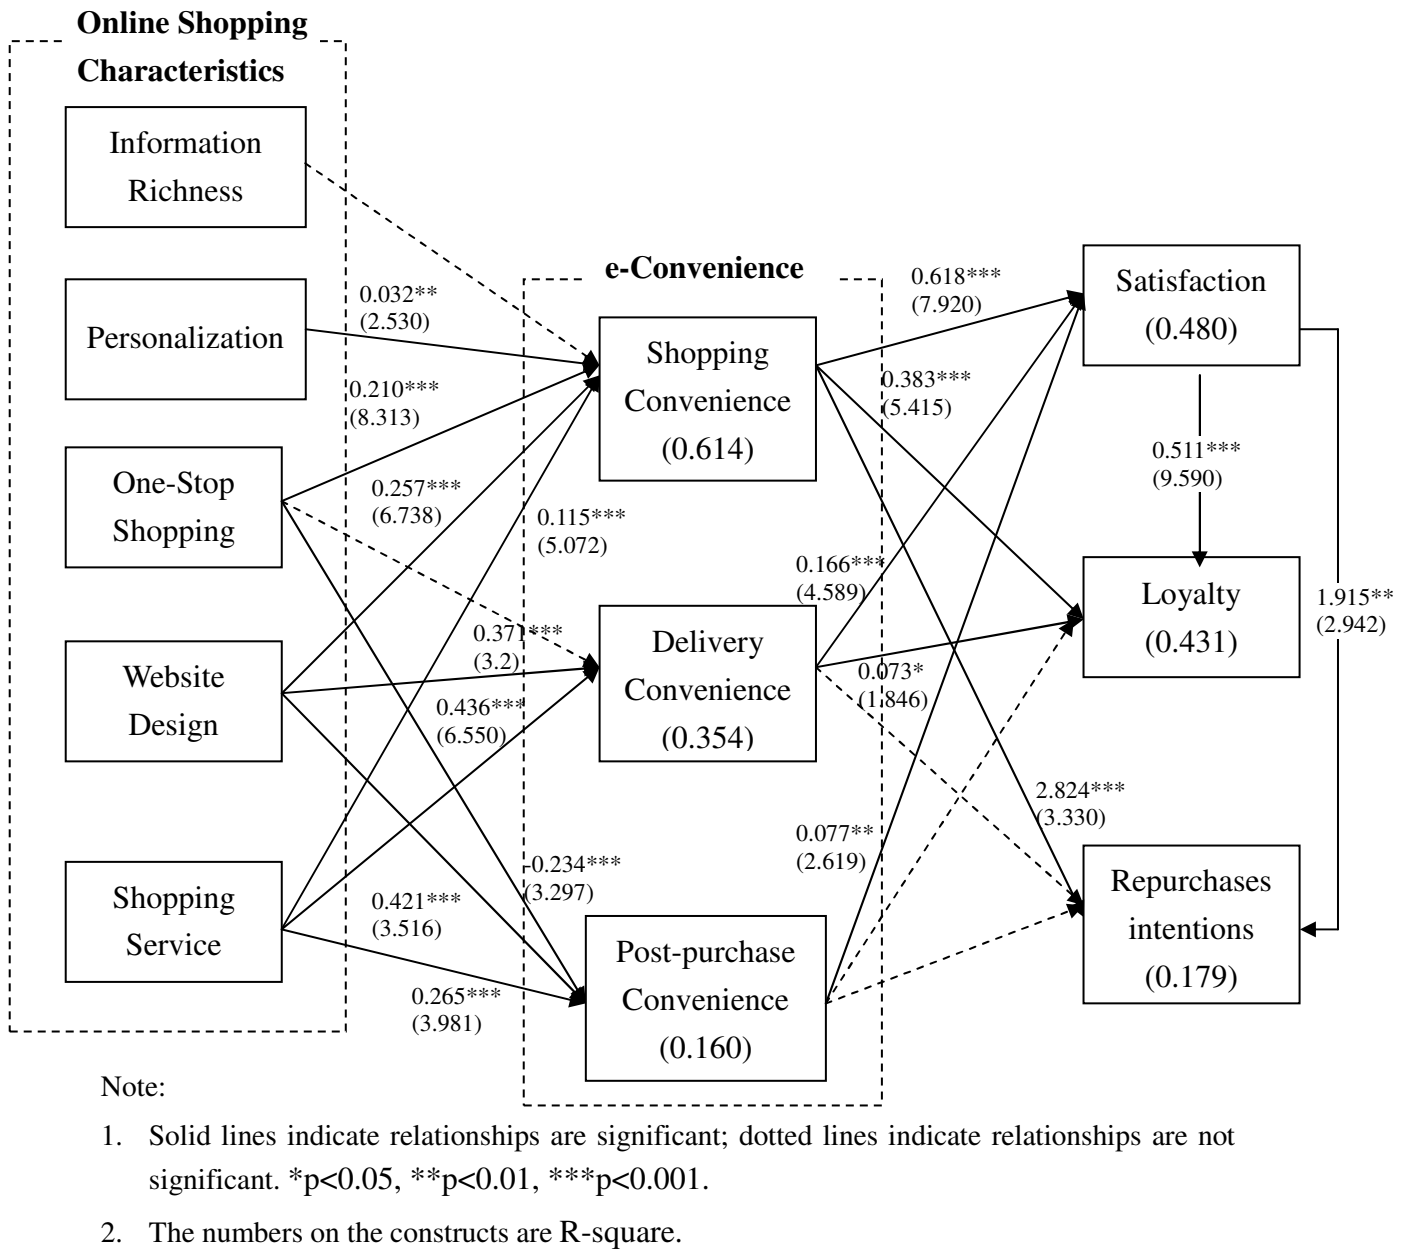 Online Shopping
Characteristics
Information
Richness
Personalization
One-Stop
Shopping
Website
Design
Shopping
Service
0.032**
(2.530)
0.210***
(8.313)
0.257***
(6.738)
0.115***
(5.072)
0.371***
(3.2)
0.436***
(6.550)
-0.234***
(3.297)
0.421***
(3.516)
0.265***
(3.981)
e-Convenience
Shopping
Convenience
(0.614)
Delivery
Convenience
(0.354)
Post-purchase
Convenience
(0.160)
0.618***
(7.920)
0.383***
(5.415)
0.166***
(4.589)
0.073*
(1.846)
2.824***
(3.330)
0.077**
(2.619)
Satisfaction
(0.480)
0.511***
(9.590)
Loyalty
(0.431)
1.915**
(2.942)
Repurchases
intentions
(0.179)
Note:
1. Solid lines indicate relationships are significant; dotted lines indicate relationships are not
significant. *p<0.05, **p<0.01, ***p<0.001.
2. The numbers on the constructs are R-square.